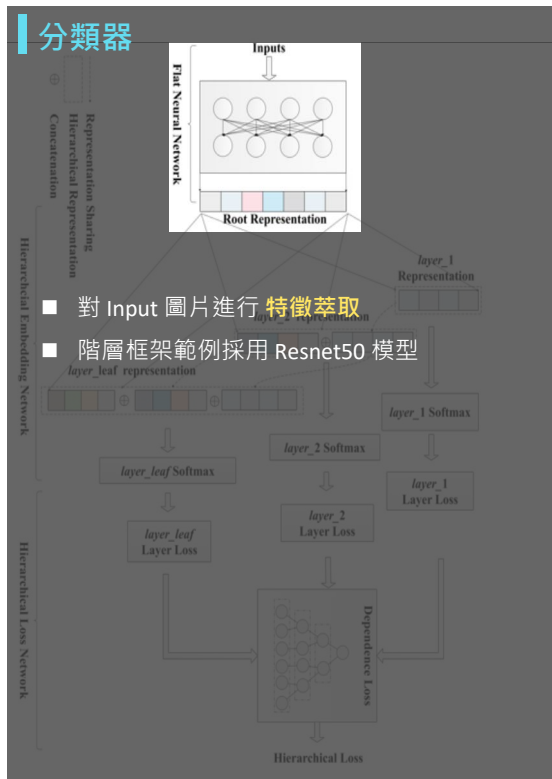 分類器
Inputs
Flat Neural Network
Root Representation
Representation Sharing
Hierarchical Representation
⊕ Concatenation
Hierarchcial Embedding Network
layer_1
Representation
■ 對 Input 圖片進行 特徵萃取
layer_2 representation
■ 階層框架範例採用 Resnet50 模型
layer_leaf representation
layer_1 Softmax
layer_2 Softmax
layer_leaf Softmax
layer_1
Layer Loss
layer_2
Layer Loss
layer_leaf
Layer Loss
Hierarchical Loss Network
Dependence Loss
Hierarchical Loss